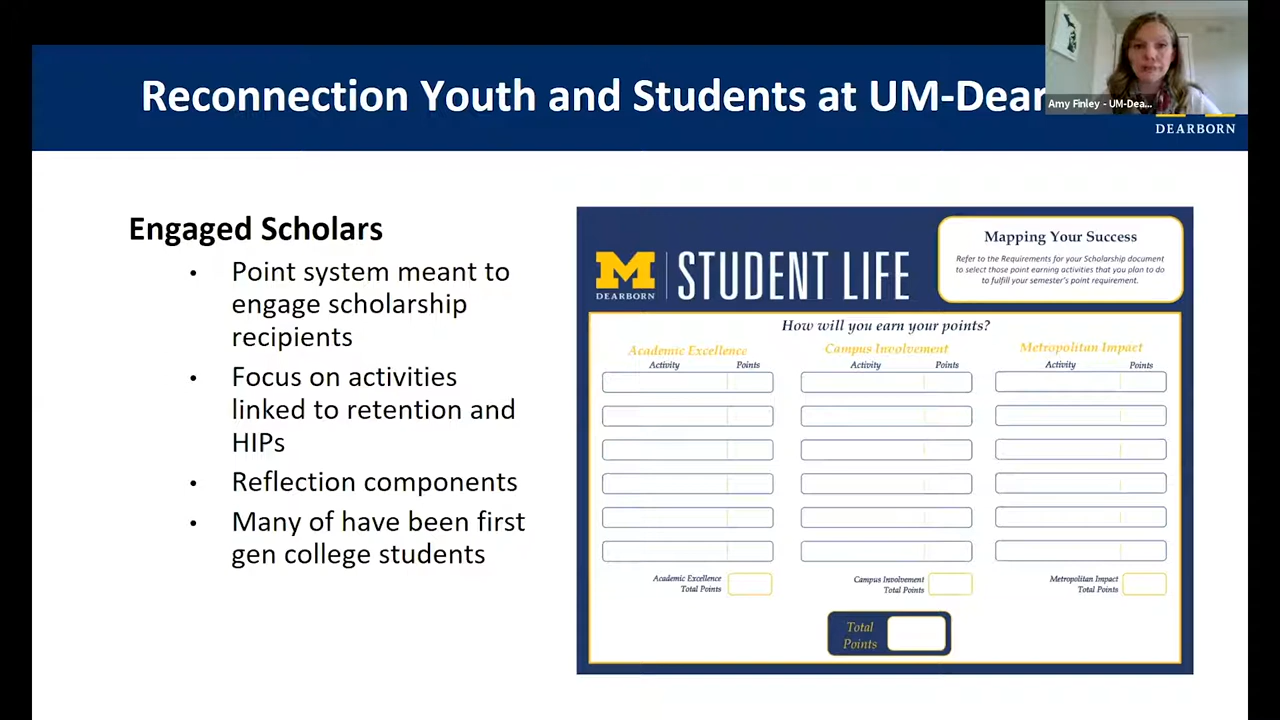 Reconnection Youth and Students at UM-Dear
Amy Finley - UM-Dea...
DEARBORN
Engaged Scholars
• Point system meant to
engage scholarship
recipients
• Focus on activities
linked to retention and
HIPs
• Reflection components
• Many of have been first
gen college students
M
DEARBORN
STUDENT LIFE
Mapping Your Success
Refer to the Requirements for your Scholarship document
to select those point earning activities that you plan to do
to fulfill your semester's point requirement.
How will you earn your points?
Academic Excellence
Activity Points
Academic Excellence
Total Points
Campus Involvement
Activity Points
Campus Involvement
Total Points
Metropolitan Impact
Activity Points
Metropolitan Impact
Total Points
Total
Points